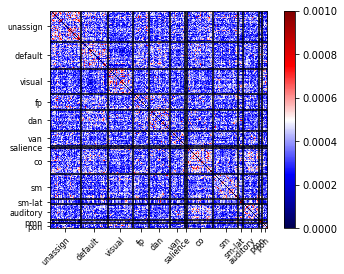 unassign
default
visual
fp
dan
van
salience
co
sm
sm-lat
auditory
pmn
pon
unassign
default
visual
fp
dan
van
salience
co
sm
sm-lat
auditory
0.0010
0.0008
0.0006
0.0004
0.0002
0.0000